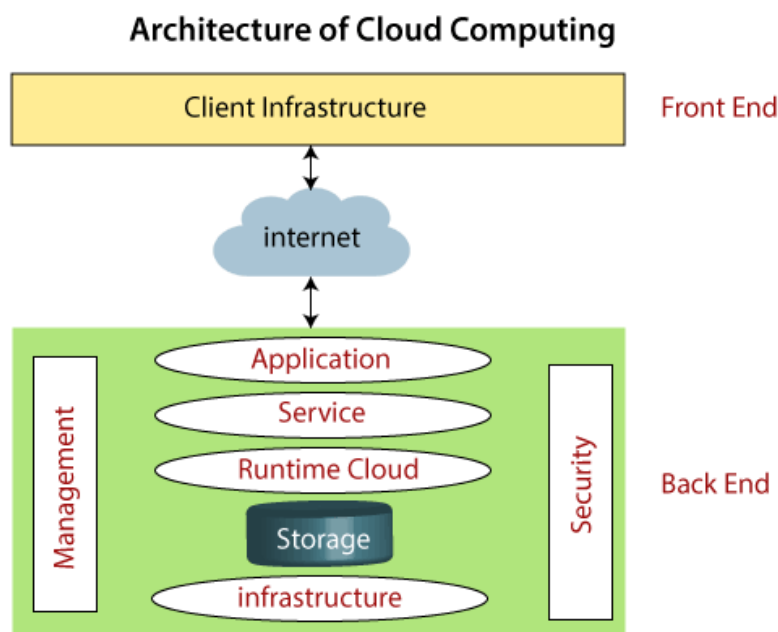 Architecture of Cloud Computing
Client Infrastructure
Front End
internet
Application
Service
Runtime Cloud
Storage
infrastructure
Management
Security
Back End